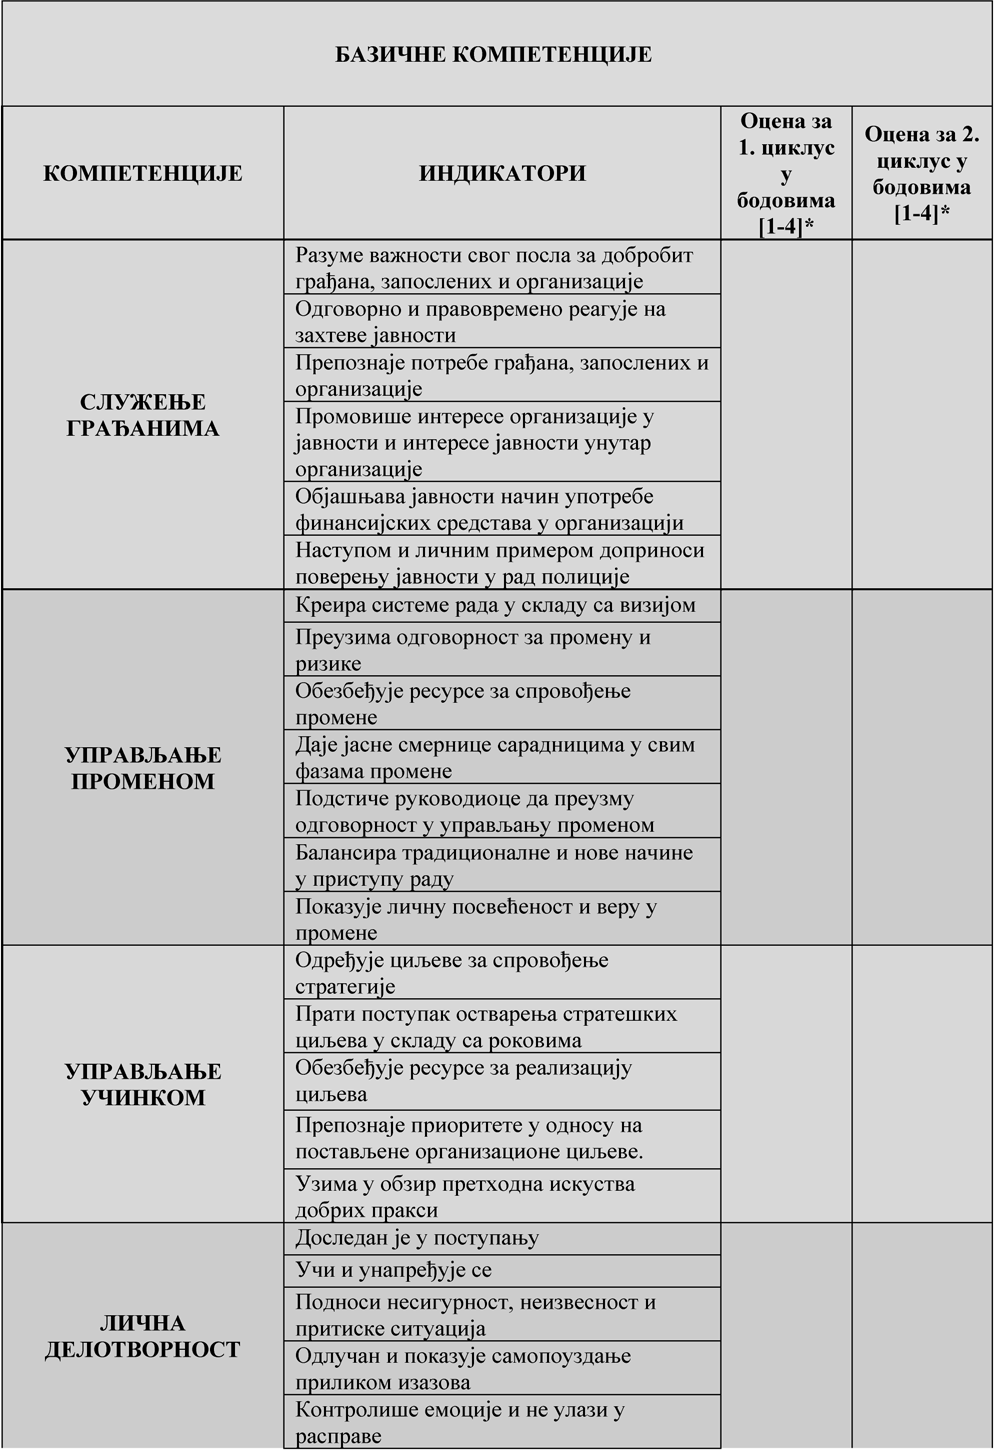 БАЗИЧНЕ КОМПЕТЕНЦИЈЕ
КОМПЕТЕНЦИЈЕ
ИНДИКАТОРИ
Оцена за
1. циклус
у
бодовима
[1-4]*
Оцена за 2.
циклус у
бодовима
[1-4]*
СЛУЖЕЊЕ
ГРАЂАНИМА
Разуме важности свог посла за добробит
грађана, запослених и организације
Одговорно и правовремено реагује на
захтеве јавности
Препознаје потребе грађана, запослених и
организације
Промовише интересе организације у
јавности и интересе јавности унутар
организације
Објашњава јавности начин употребе
финансијских средстава у организацији
Наступом и личним примером доприноси
поверењу јавности у рад полиције
УПРАВЉАЊЕ
ПРОМЕНОМ
Креира системе рада у складу са визијом
Преузима одговорност за промену и
ризике
Обезбеђује ресурсе за спровођење
промене
Даје јасне смернице сарадницима у свим
фазама промене
Подстиче руководиоце да преузму
одговорност у управљању променом
Балансира традиционалне и нове начине
у приступу раду
Показује личну посвећеност и веру у
промене
УПРАВЉАЊЕ
УЧИНКОМ
Одређује циљеве за спровођење
стратегије
Прати поступак остварења стратешких
циљева у складу са роковима
Обезбеђује ресурсе за реализацију
циљева
Препознаје приоритете у односу на
постављене организационе циљеве.
Узима у обзир претходна искуства
добрих пракси
ЛИЧНА
ДЕЛОТВОРНОСТ
Доследан је у поступању
Учи и унапређује се
Подноси несигурност, неизвесност и
притиске ситуација
Одлучан и показује самопоуздање
приликом изазова
Контролише емоције и не улази у
расправе